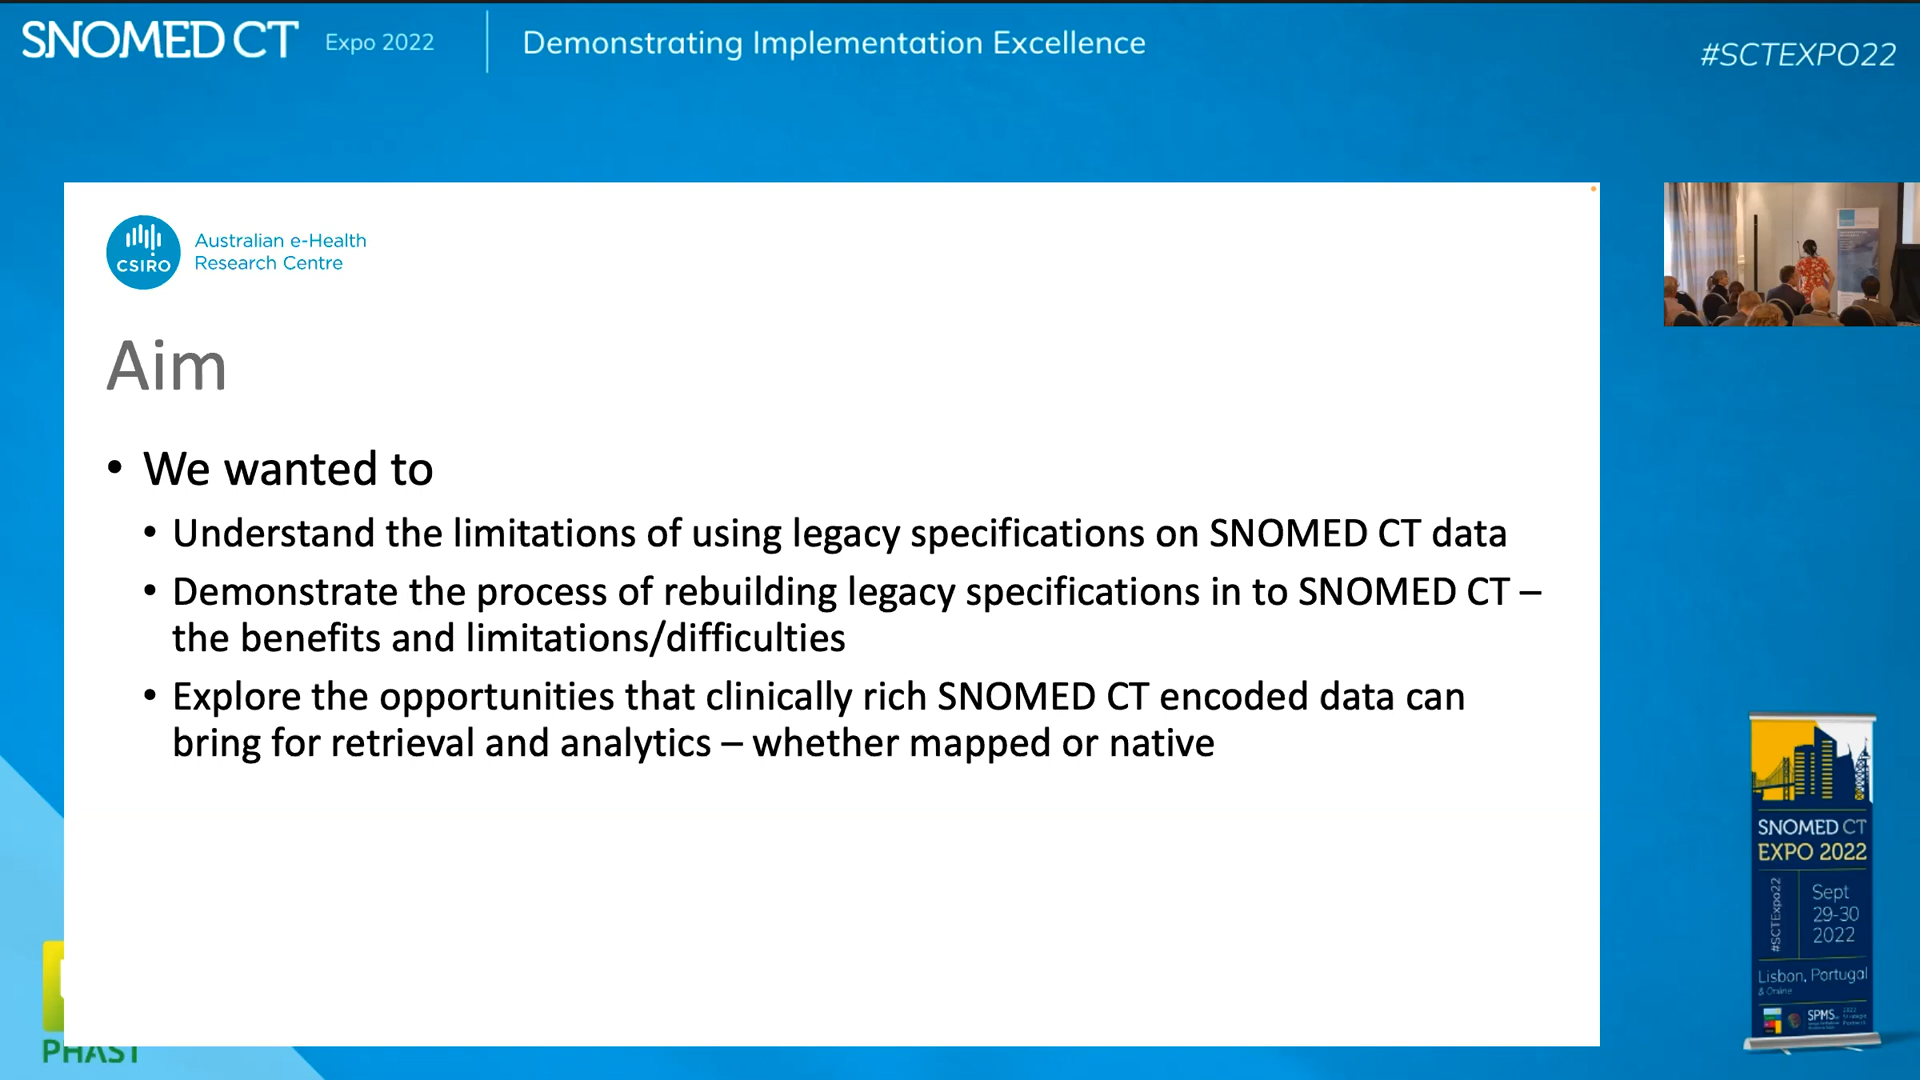 SNOMED CT Expo 2022 Demonstrating Implementation Excellence
#SCTEXPO22
CSIRO
Australian e-Health
Research Centre
Aim
• We wanted to
• Understand the limitations of using legacy specifications on SNOMED CT data
• Demonstrate the process of rebuilding legacy specifications in to SNOMED CT –
the benefits and limitations/difficulties
• Explore the opportunities that clinically rich SNOMED CT encoded data can
bring for retrieval and analytics – whether mapped or native
SNOMED CT
EXPO 2022
#SCTExpo22
Sept
29-30
2022
Lisbon, Portugal
& Online
SPMS
PHAST